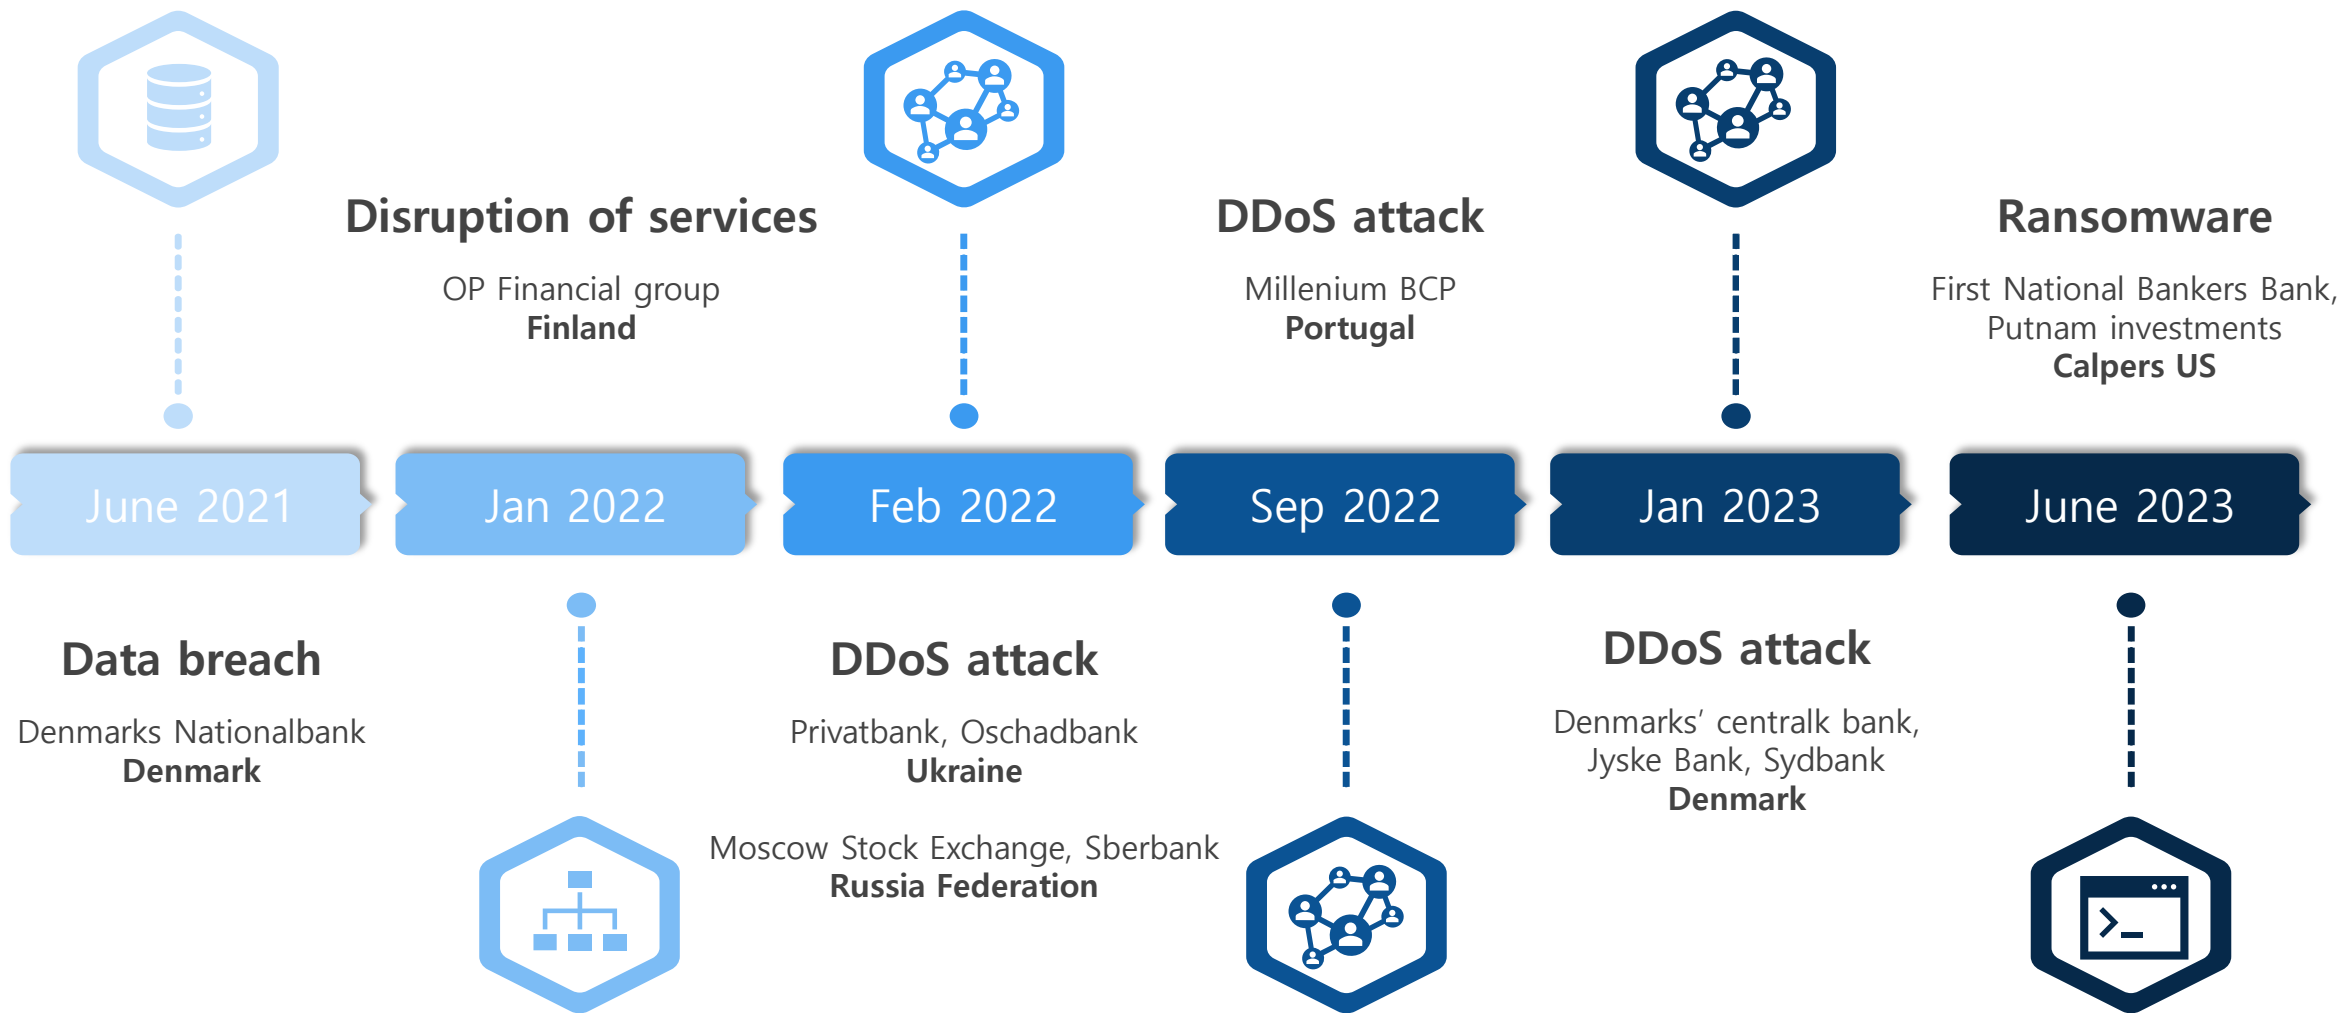 June 2021
Data breach
Denmarks Nationalbank
Denmark
Disruption of services
OP Financial group
Finland
Jan 2022
Feb 2022
DDoS attack
Privatbank, Oschadbank
Ukraine
Moscow Stock Exchange, Sberbank
Russia Federation
DDoS attack
Millenium BCP
Portugal
Sep 2022
Jan 2023
DDoS attack
Denmarks’ centralk bank,
Jyske Bank, Sydbank
Denmark
Ransomware
First National Bankers Bank,
Putnam investments
Calpers US
June 2023